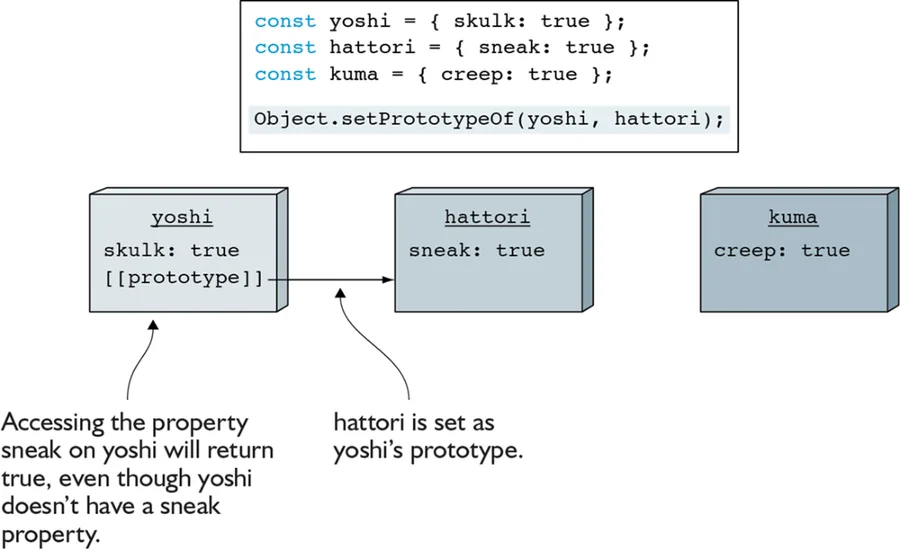 const yoshi = { skulk: true };
const hattori = { sneak: true };
const kuma = { creep: true };
Object.setPrototypeOf(yoshi, hattori);
yoshi
skulk: true
[[prototype]]
hattori
sneak: true
kuma
creep: true
Accessing the property
sneak on yoshi will return
true, even though yoshi
doesn’t have a sneak
property.
hattori is set as
yoshi’s prototype.